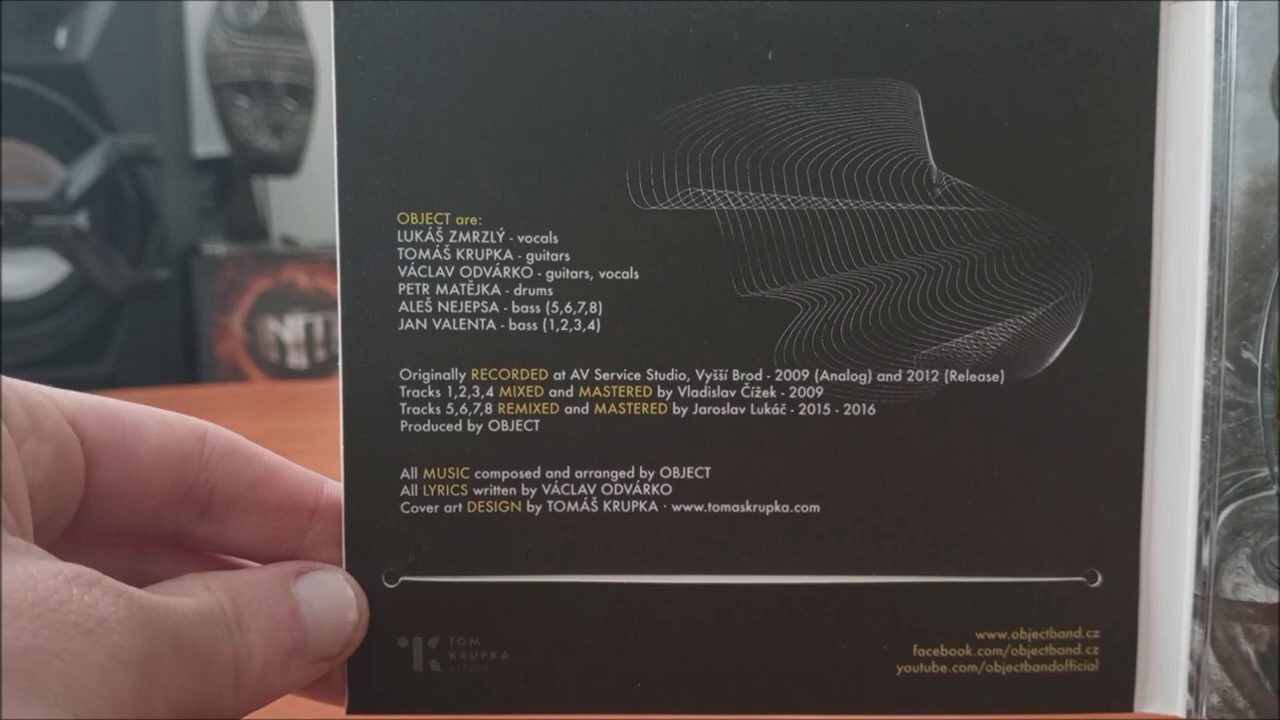 OBJECT are:
LUKÁŠ ZMRZLÝ - vocals
TOMÁŠ KRUPKA - guitars
VÁCLAV ODVÁRKO - guitars, vocals
PETR MATĚJKA - drums
ALEŠ NEJEPSA - bass (5,6,7,8)
JAN VALENTA - bass (1,2,3,4)
Originally RECORDED at AV Service Studio, Vyšší Brod - 2009 (Analog) and 2012 (Release)
Tracks 1,2,3,4 MIXED and MASTERED by Vladislav Čížek - 2009
Tracks 5,6,7,8 REMIXED and MASTERED by Jaroslav Lukáč - 2015 - 2016
Produced by OBJECT
All MUSIC composed and arranged by OBJECT
All LYRICS written by VÁCLAV ODVÁRKO
Cover art DESIGN by TOMÁŠ KRUPKA · www.tomaskrupka.com
TOM
KRUPKA
www.objectband.cz
facebook.com/objectband.cz
youtube.com/objectbandofficial